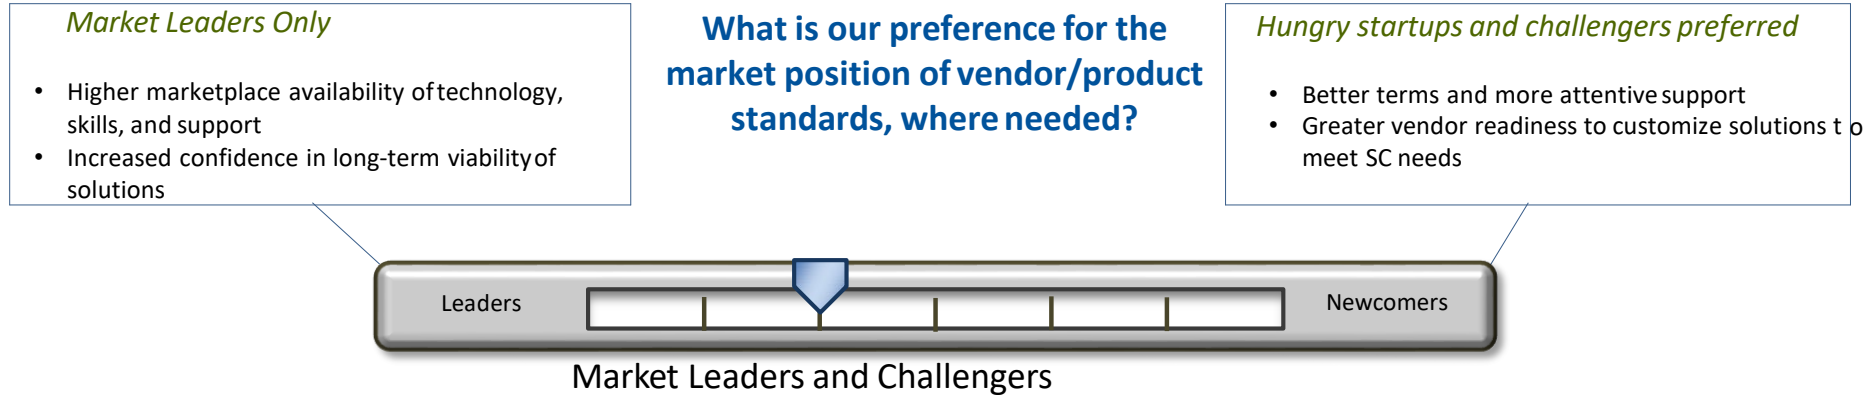 Market Leaders Only
• Higher marketplace availability of technology,
skills, and support
• Increased confidence in long-term viability of
solutions
What is our preference for the
market position of vendor/product
standards, where needed?
Hungry startups and challengers preferred
• Better terms and more attentive support
• Greater vendor readiness to customize solutions t o
meet SC needs
Leaders
Newcomers
Market Leaders and Challengers